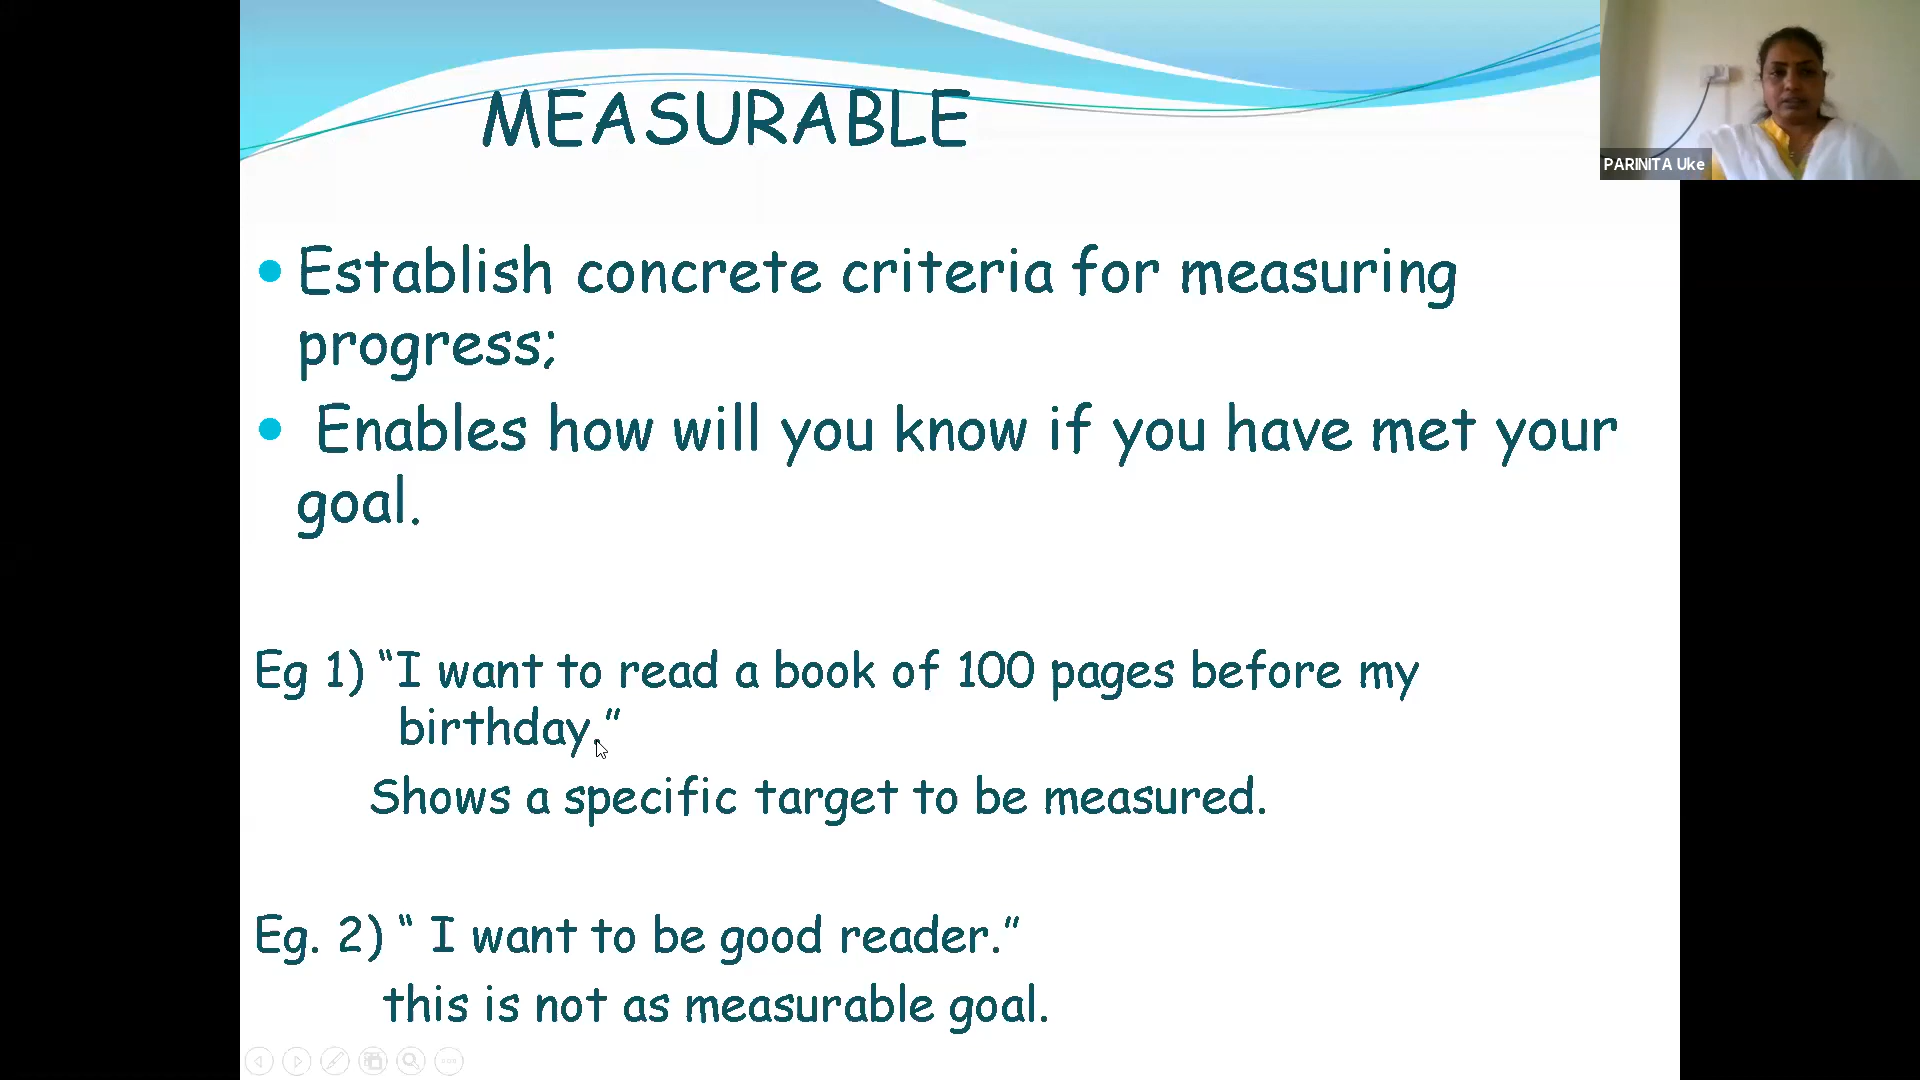 MEASURABLE
PARINITA Uke
• Establish concrete criteria for measuring
progress;
• Enables how will you know if you have met your
goal.
Eg 1) “I want to read a book of 100 pages before my
birthday.”
Shows a specific target to be measured.
Eg. 2) “ I want to be good reader.”
this is not as measurable goal.